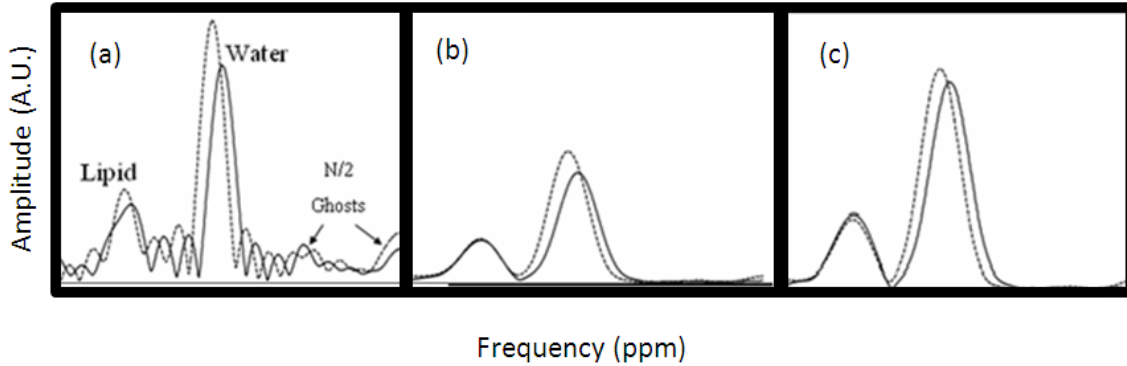 Amplitude (A.U.)
(a)
Water
Lipid
N/2
Ghosts
(b)
(c)
Frequency (ppm)